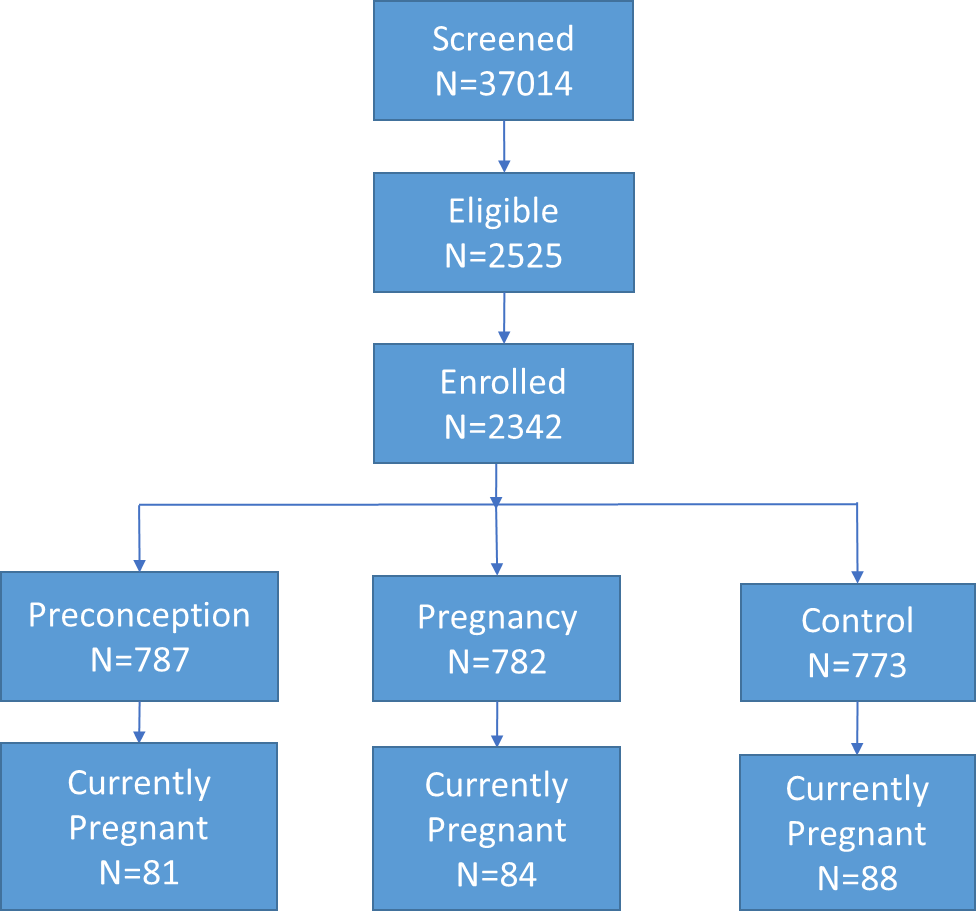 Screened
N=37014
Eligible
N=2525
Enrolled
N=2342
Preconception
N=787
Pregnancy
N=782
Control
N=773
Currently
Pregnant
N=81
Currently
Pregnant
N=84
Currently
Pregnant
N=88